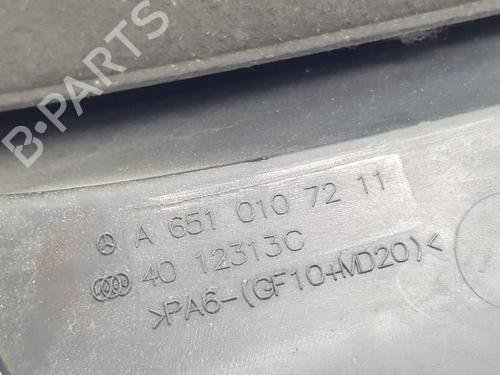 B-PARTS
A 651 010 72 11
40 12313C
>PA6-(GF10+MD20)<